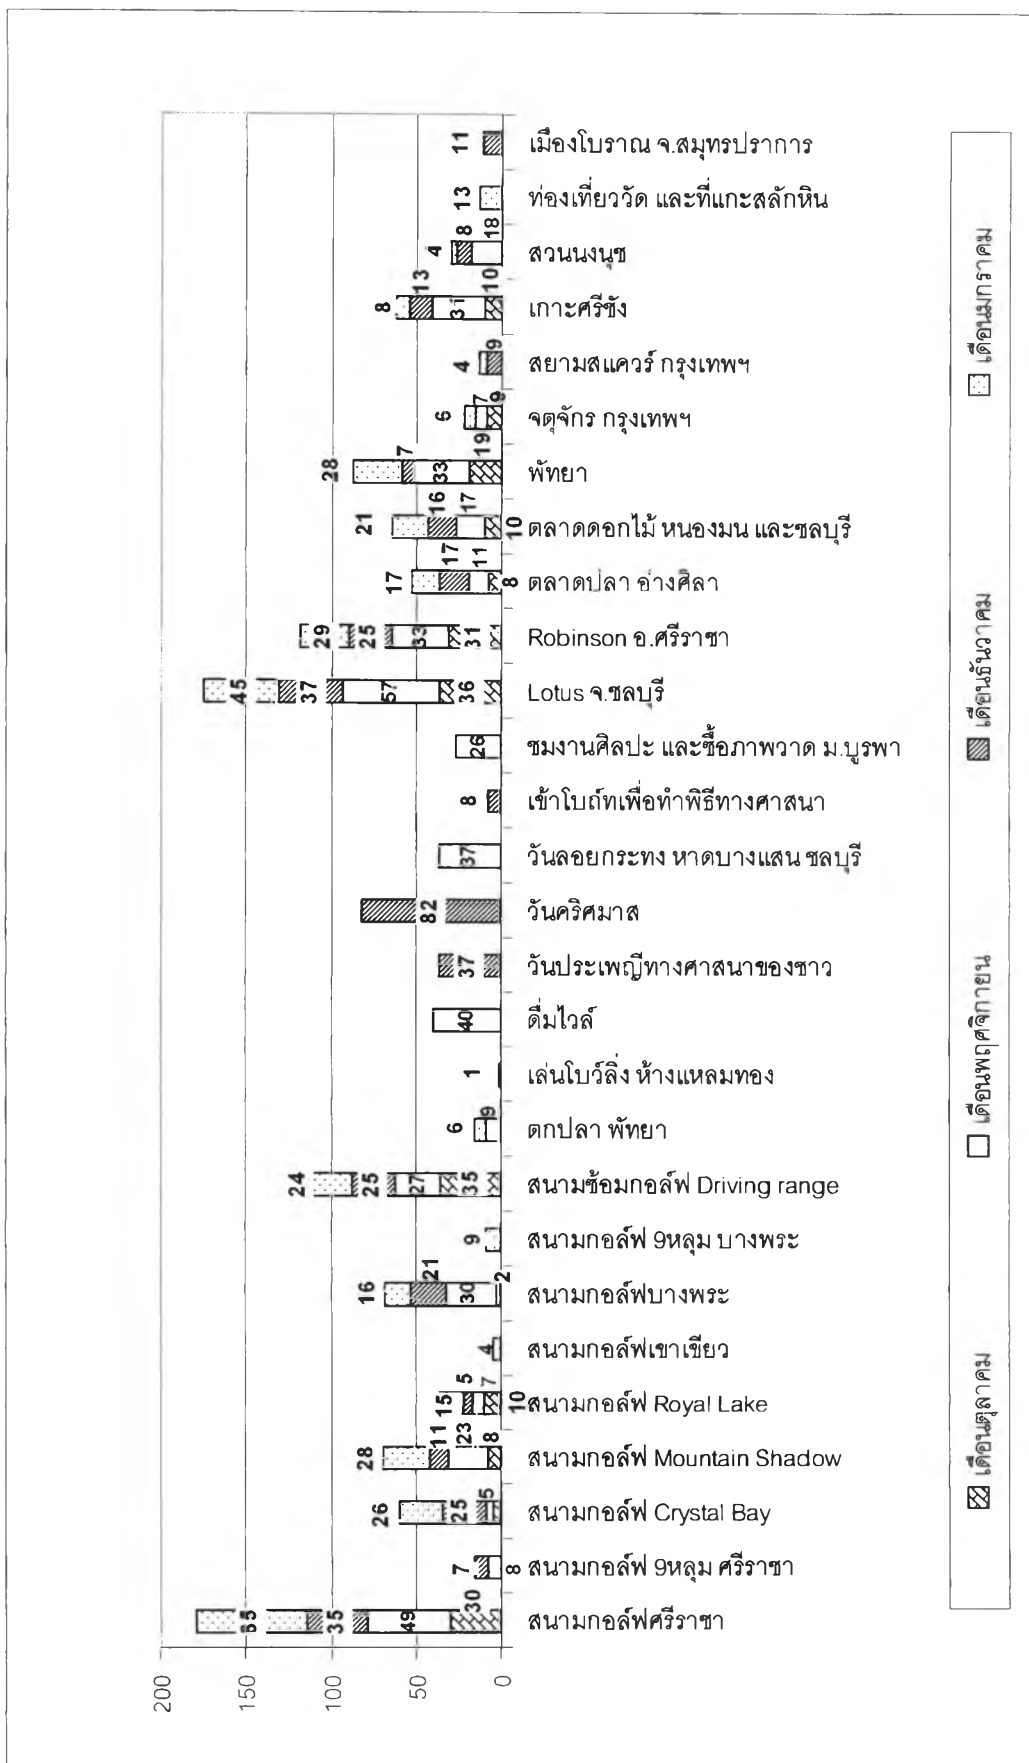 200
150
100
50
0
65
35
49
30
สนามกอล์ฟศรีราชา
7
8
สนามกอล์ฟ 9หลุม ศรีราชา
26
25
5
สนามกอล์ฟ Crystal Bay
28
11
23
8
สนามกอล์ฟ Mountain Shadow
15
5
7
10
สนามกอล์ฟ Royal Lake
4
สนามกอล์ฟเขาเขียว
16
21
30
2
สนามกอล์ฟบางพระ
9
สนามกอล์ฟ 9หลุม บางพระ
24
25
27
35
สนามซ้อมกอล์ฟ Driving range
6
9
ตกปลา พัทยา
1
เล่นโบว์ลิ่ง ห้างแหลมทอง
40
ดื่มไวล์
37
วันประเพณีทางศาสนาของชาว
82
วันคริศมาส
37
วันลอยกระทง หาดบางแสน ชลบุรี
8
เข้าโบถ์ทเพื่อทำพิธีทางศาสนา
26
ชมงานศิลปะ และซื้อภาพวาด ม.บูรพา
45
37
57
36
Lotus จ.ชลบุรี
29
25
33
31
Robinson อ.ศรีราชา
17
17
11
8
ตลาดปลา อ่างศิลา
21
16
17
10
ตลาดดอกไม้ หนองมน และชลบุรี
28
7
33
19
พัทยา
6
7
9
จตุจักร กรุงเทพฯ
4
9
สยามสแควร์ กรุงเทพฯ
8
13
31
10
เกาะศรีชัง
4
8
18
สวนนงนุช
13
ท่องเที่ยววัด และที่แกะสลักหิน
11
เมืองโบราณ จ.สมุทรปราการ
เดือนตุลาคม
เดือนพฤศจิกายน
เดือนธันวาคม
เดือนมกราคม